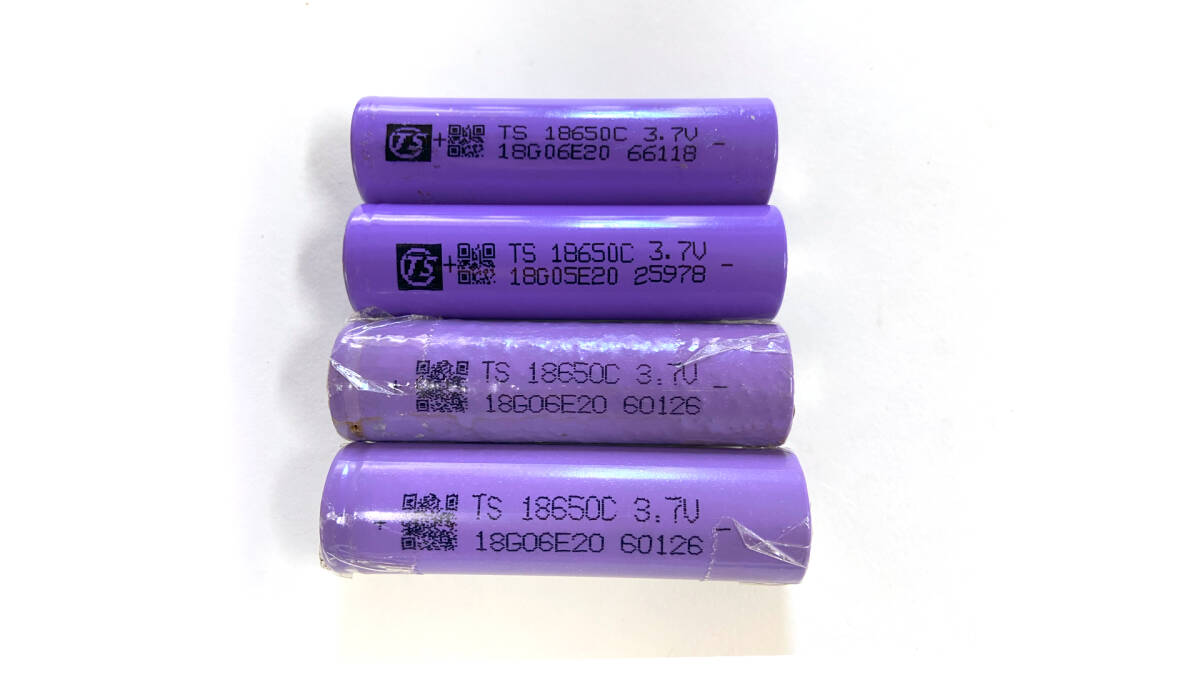 TS + TS 18650C 3.7V -
18G06E20 66118
TS + TS 18650C 3.7V -
18G05E20 25978
+ TS 18650C 3.7V -
18G06E20 60126
+ TS 18650C 3.7V -
18G06E20 60126